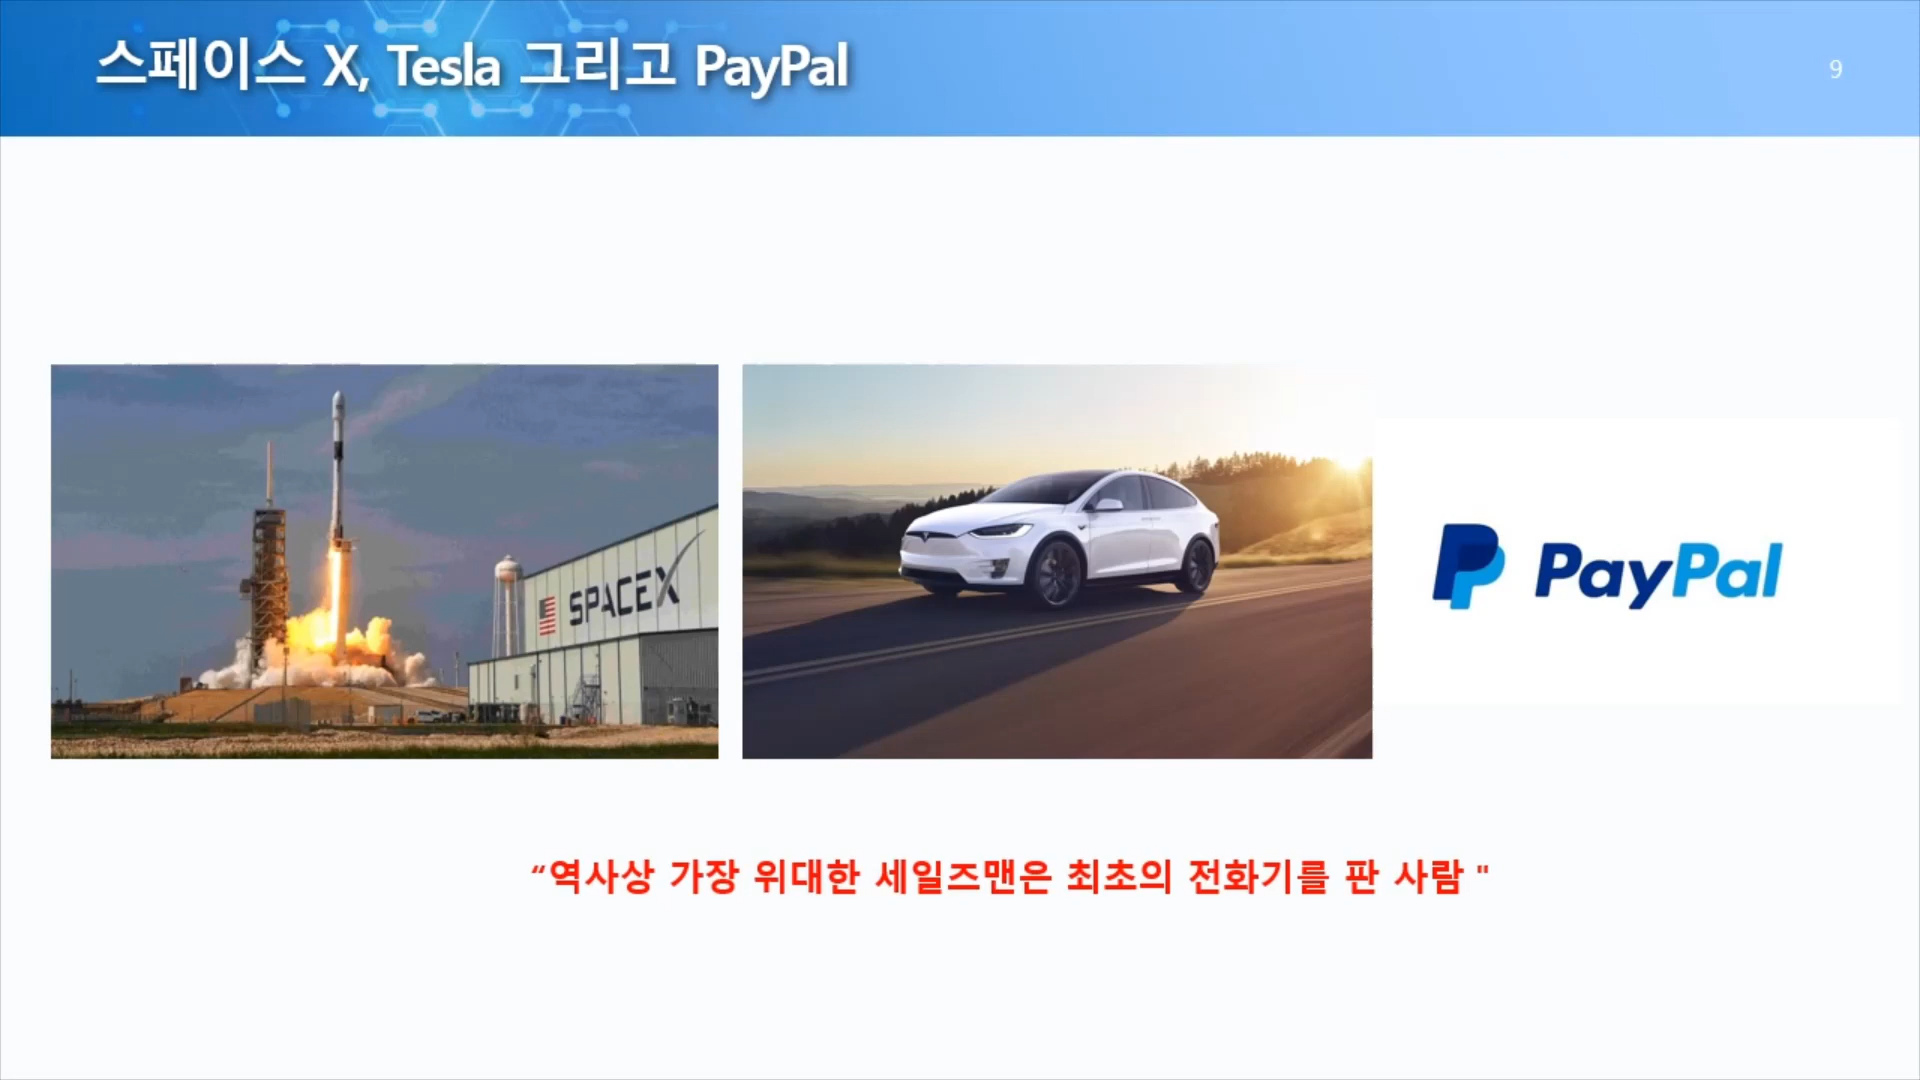 스페이스 X, Tesla 그리고 PayPal
9
SPACEX
PayPal
“역사상 가장 위대한 세일즈맨은 최초의 전화기를 판 사람 "